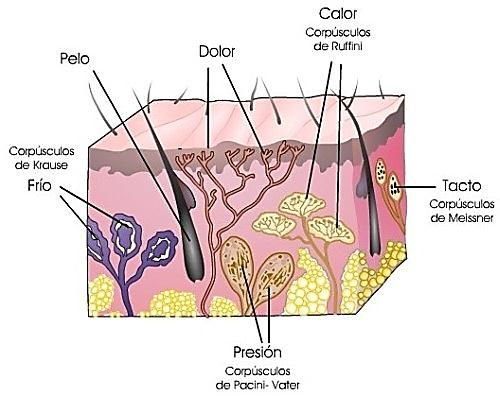 Calor
Corpúsculos
de Ruffini
Dolor
Pelo
Corpúsculos
de Krause
Frío
Tacto
Corpúsculos
de Meissner
Presión
Corpúsculos
de Pacini- Vater